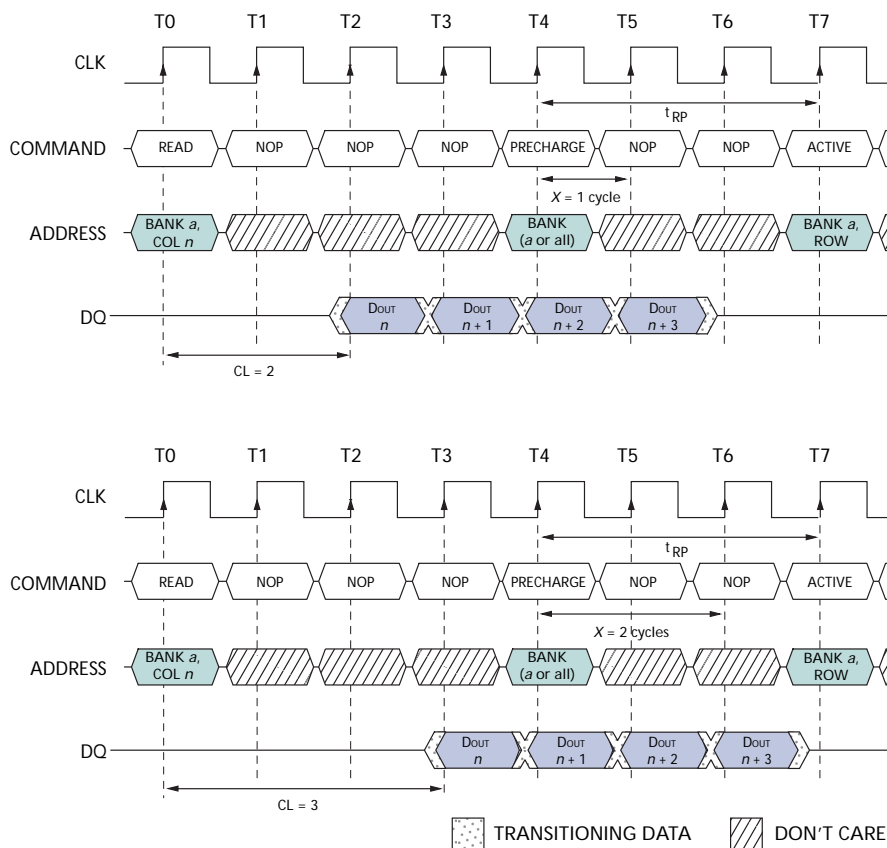 T0 T1 T2 T3 T4 T5 T6 T7
CLK
tRP
COMMAND READ NOP NOP NOP PRECHARGE NOP NOP ACTIVE
X = 1 cycle
ADDRESS BANK a, COL n BANK (a or all) BANK a, ROW
DQ DOUT n DOUT n + 1 DOUT n + 2 DOUT n + 3
CL = 2
T0 T1 T2 T3 T4 T5 T6 T7
CLK
tRP
COMMAND READ NOP NOP NOP PRECHARGE NOP NOP ACTIVE
X = 2 cycles
ADDRESS BANK a, COL n BANK (a or all) BANK a, ROW
DQ DOUT n DOUT n + 1 DOUT n + 2 DOUT n + 3
CL = 3
TRANSITIONING DATA DON'T CARE